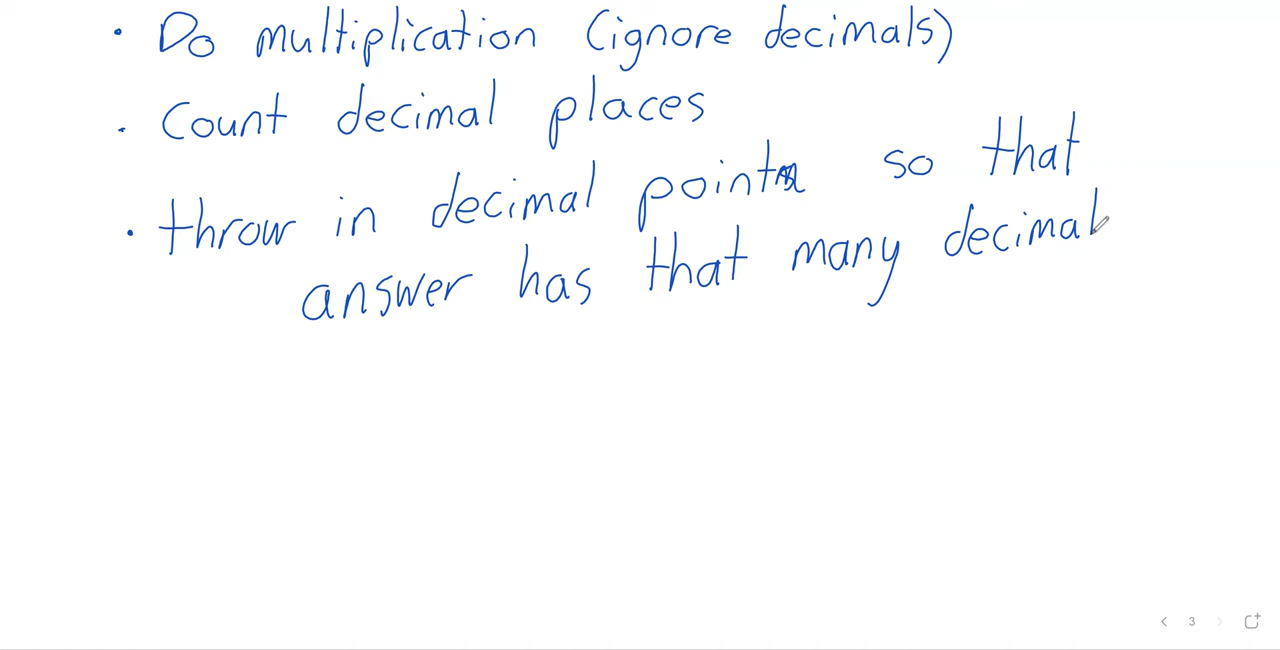 · Do multiplication (ignore decimals)
· Count decimal places
· throw in decimal point so that
answer has that many decimal
3